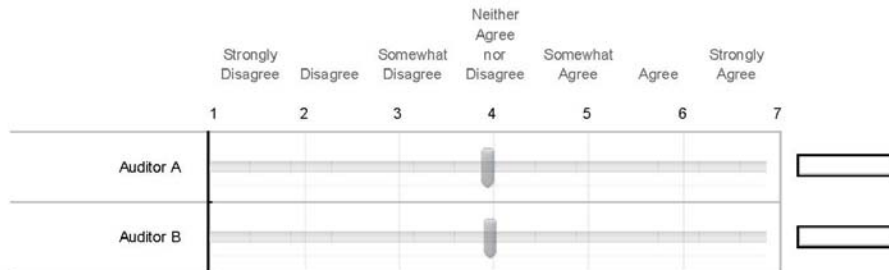 Strongly Disagree
Disagree
Somewhat Disagree
Neither Agree nor Disagree
Somewhat Agree
Agree
Strongly Agree
1 2 3 4 5 6 7
Auditor A
Auditor B